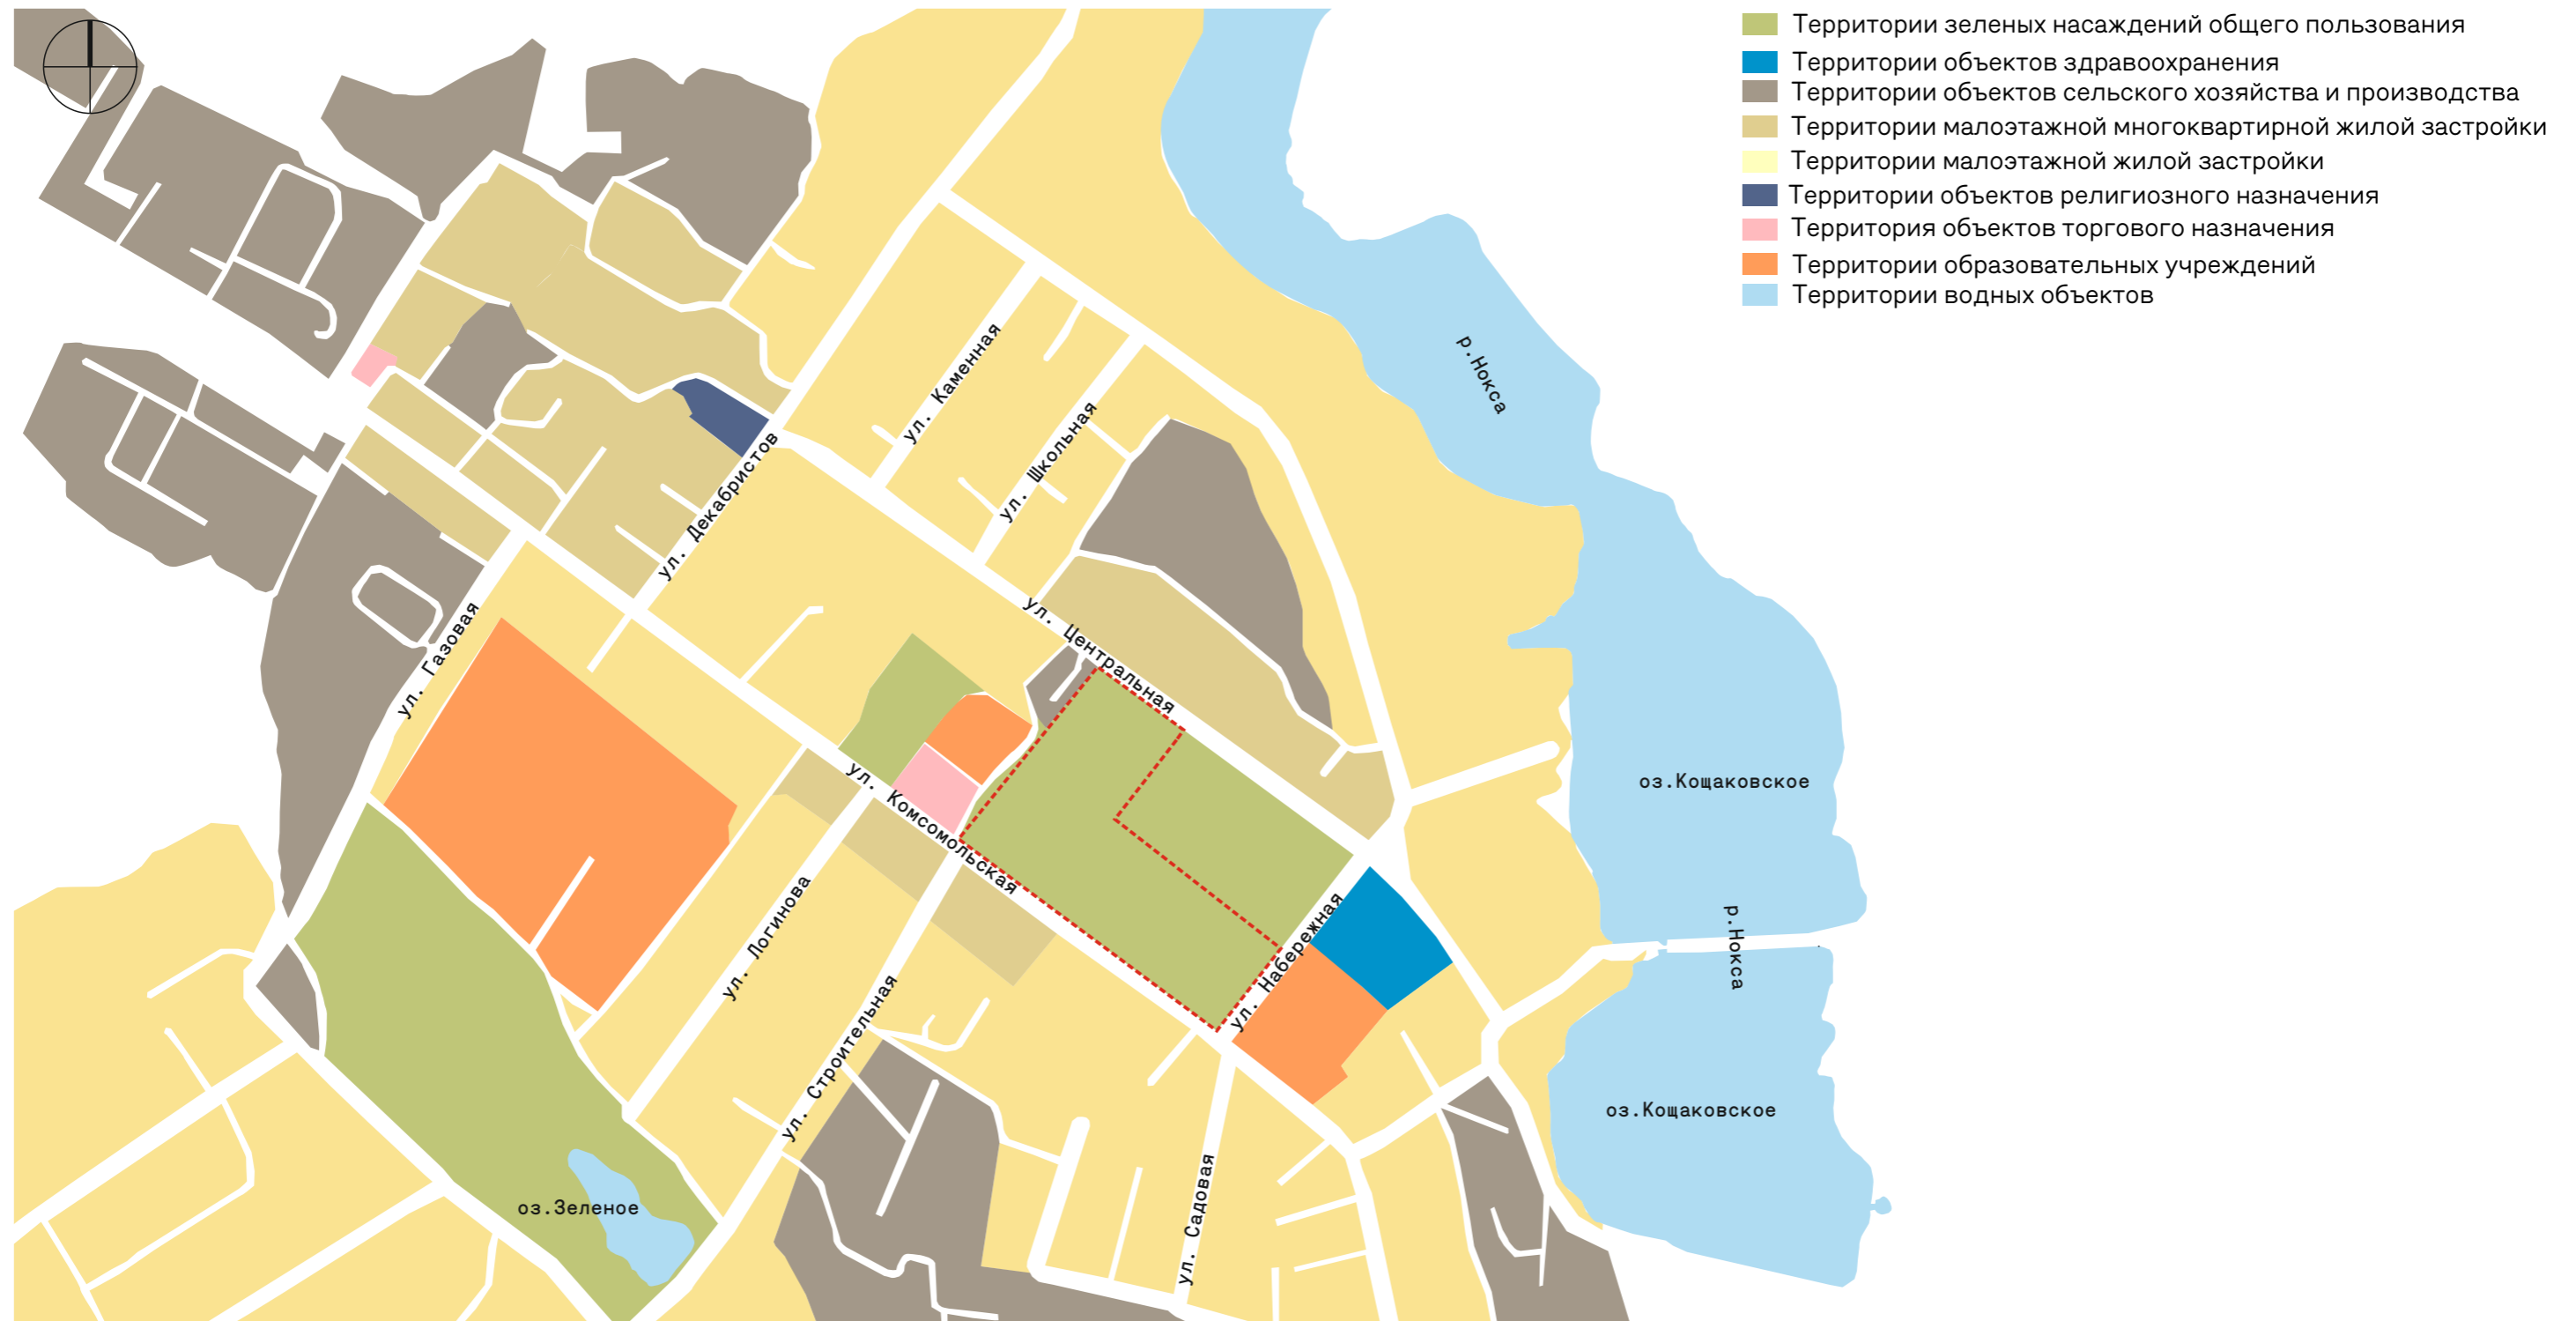 Территории зеленых насаждений общего пользования
Территории объектов здравоохранения
Территории объектов сельского хозяйства и производства
Территории малоэтажной многоквартирной жилой застройки
Территории малоэтажной жилой застройки
Территории объектов религиозного назначения
Территория объектов торгового назначения
Территории образовательных учреждений
Территории водных объектов
р.Нокса
ул. Каменная
ул. Школьная
ул. Декабристов
ул. Газовая
ул. Центральная
оз.Кощаковское
ул. Комсомольская
ул. Логинова
ул. Набережная
р.Нокса
ул. Строительная
оз.Кощаковское
ул. Садовая
оз.Зеленое